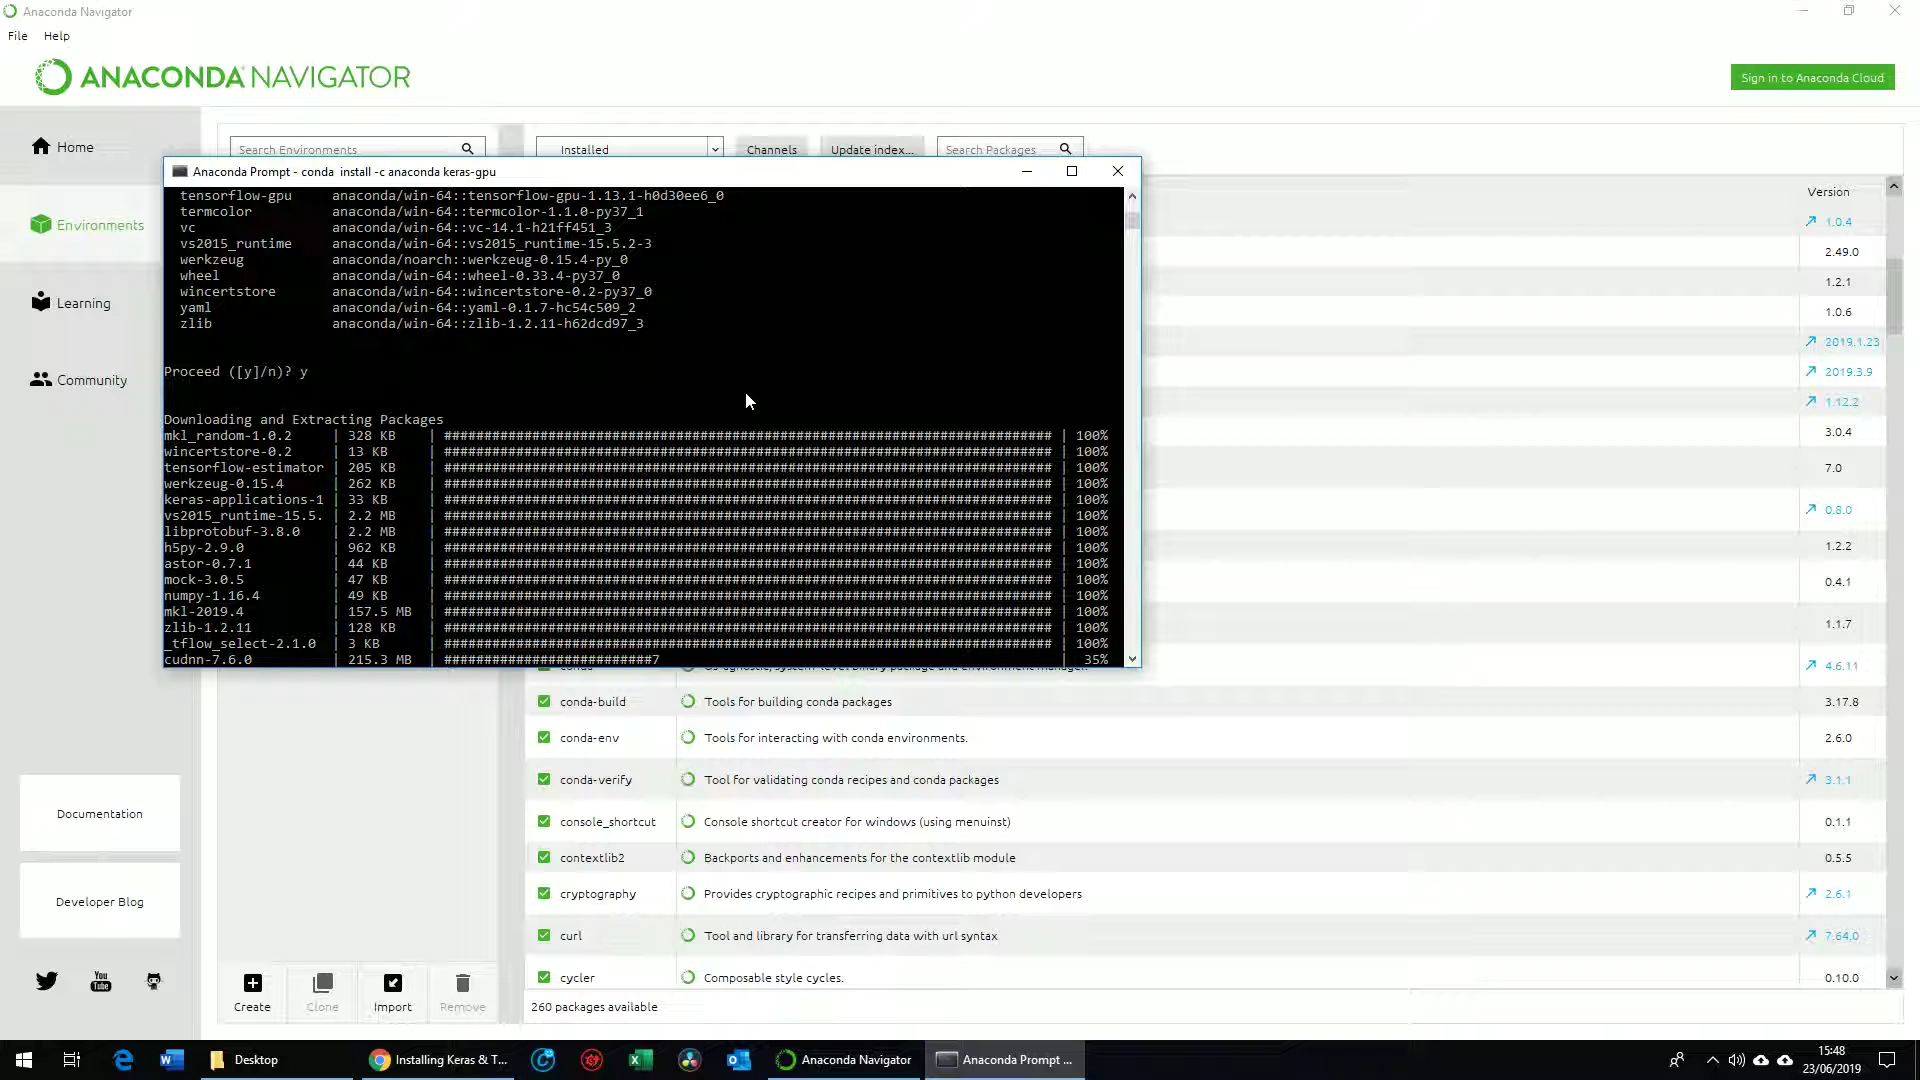 Anaconda Navigator
File Help
ANACONDA NAVIGATOR
Sign in to Anaconda Cloud
Home
Environments
Learning
Community
Documentation
Developer Blog
Search Environments
Installed
Channels
Update index...
Search Packages
Anaconda Prompt - conda install -c anaconda keras-gpu
tensorflow-gpu anaconda/win-64::tensorflow-gpu-1.13.1-h0d30ee6_0
termcolor anaconda/win-64::termcolor-1.1.0-py37_1
vc anaconda/win-64::vc-14.1-h21ff451_3
vs2015_runtime anaconda/win-64::vs2015_runtime-15.5.2-3
werkzeug anaconda/noarch::werkzeug-0.15.4-py_0
wheel anaconda/win-64::wheel-0.33.4-py37_0
wincertstore anaconda/win-64::wincertstore-0.2-py37_0
yaml anaconda/win-64::yaml-0.1.7-hc54c509_2
zlib anaconda/win-64::zlib-1.2.11-h62dcd97_3
Proceed ([y]/n)? y
Downloading and Extracting Packages
mkl_random-1.0.2 | 328 KB | ############################################################################ | 100%
wincertstore-0.2 | 13 KB | ############################################################################ | 100%
tensorflow-estimator | 205 KB | ############################################################################ | 100%
werkzeug-0.15.4 | 262 KB | ############################################################################ | 100%
keras-applications-1 | 33 KB | ############################################################################ | 100%
vs2015_runtime-15.5. | 2.2 MB | ############################################################################ | 100%
libprotobuf-3.8.0 | 2.2 MB | ############################################################################ | 100%
h5py-2.9.0 | 962 KB | ############################################################################ | 100%
astor-0.7.1 | 44 KB | ############################################################################ | 100%
mock-3.0.5 | 47 KB | ############################################################################ | 100%
numpy-1.16.4 | 49 KB | ############################################################################ | 100%
mkl-2019.4 | 157.5 MB | ############################################################################ | 100%
zlib-1.2.11 | 128 KB | ############################################################################ | 100%
_tflow_select-2.1.0 | 3 KB | ############################################################################ | 100%
cudnn-7.6.0 | 215.3 MB | ##########################7 | 35%
Version
1.0.4
2.49.0
1.2.1
1.0.6
2019.1.23
2019.3.9
1.12.2
3.0.4
7.0
0.8.0
1.2.2
0.4.1
1.1.7
4.6.11
conda-build Tools for building conda packages 3.17.8
conda-env Tools for interacting with conda environments. 2.6.0
conda-verify Tool for validating conda recipes and conda packages 3.1.1
console_shortcut Console shortcut creator for windows (using menuinst) 0.1.1
contextlib2 Backports and enhancements for the contextlib module 0.5.5
cryptography Provides cryptographic recipes and primitives to python developers 2.6.1
curl Tool and library for transferring data with url syntax 7.64.0
cycler Composable style cycles. 0.10.0
Create
Clone
Import
Remove
260 packages available
You
Tube
Desktop
Installing Keras & T...
Anaconda Navigator
Anaconda Prompt ...
15:48
23/06/2019